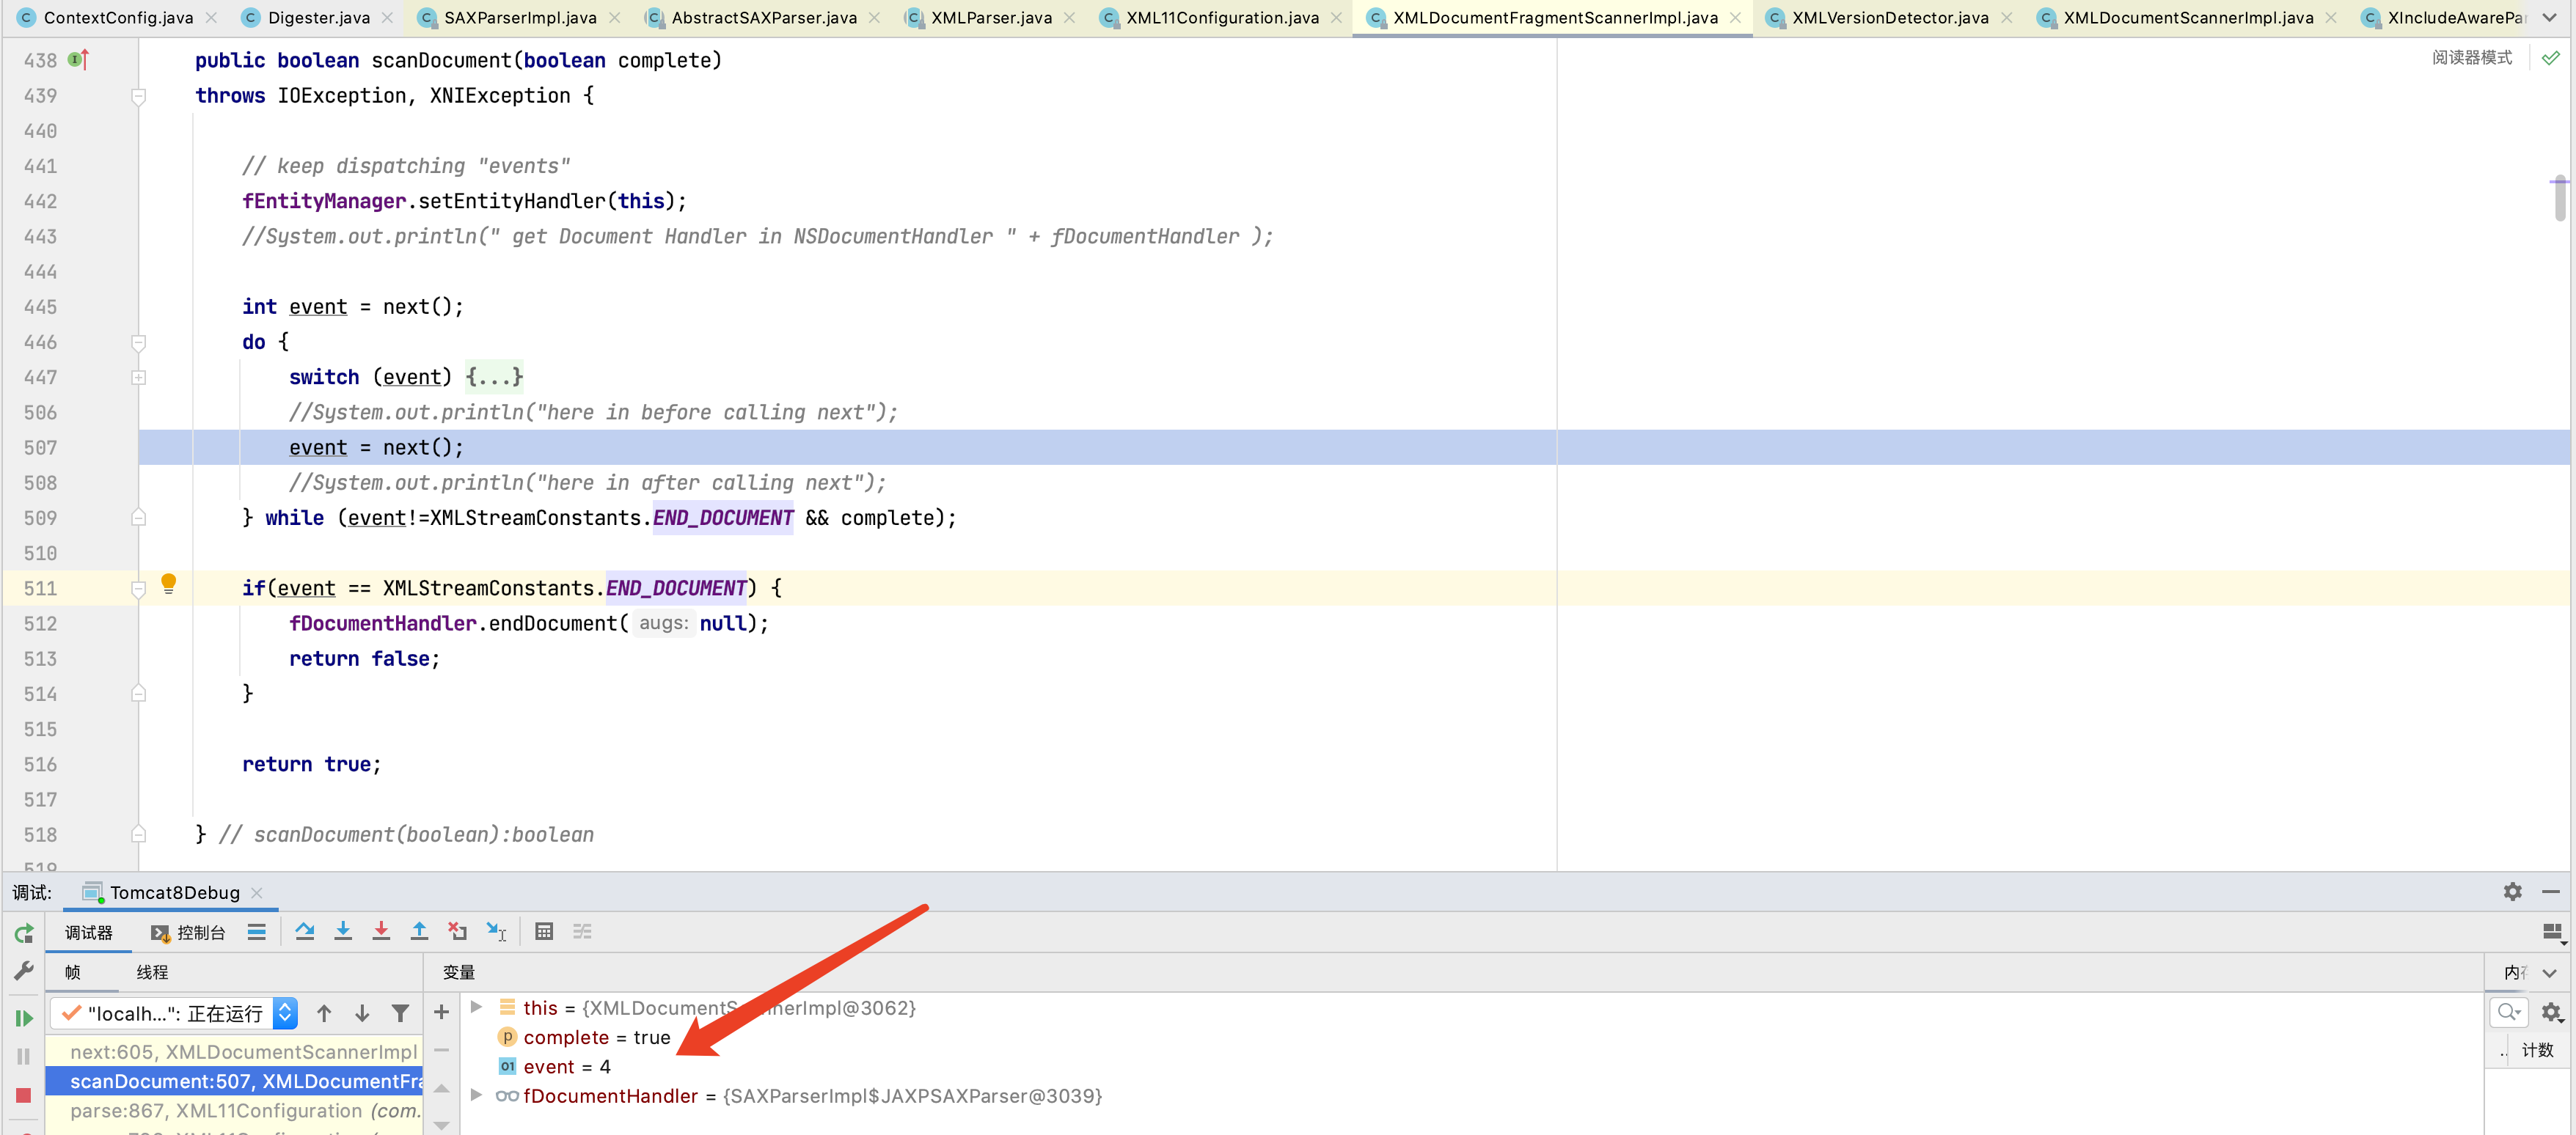 ContextConfig.java Digester.java SAXParserImpl.java AbstractSAXParser.java XMLParser.java XML11Configuration.java XMLDocumentFragmentScannerImpl.java XMLVersionDetector.java XMLDocumentScannerImpl.java XIncludeAwarePa
438 public boolean scanDocument(boolean complete) 阅读器模式
439 throws IOException, XNIException {
440
441 // keep dispatching "events"
442 fEntityManager.setEntityHandler(this);
443 //System.out.println(" get Document Handler in NSDocumentHandler " + fDocumentHandler );
444
445 int event = next();
446 do {
447 switch (event) {...}
506 //System.out.println("here in before calling next");
507 event = next();
508 //System.out.println("here in after calling next");
509 } while (event!=XMLStreamConstants.END_DOCUMENT && complete);
510
511 if(event == XMLStreamConstants.END_DOCUMENT) {
512 fDocumentHandler.endDocument( augs: null);
513 return false;
514 }
515
516 return true;
517
518 } // scanDocument(boolean):boolean
519
调试: Tomcat8Debug
调试器 控制台
帧 线程 变量
"localh...": 正在运行
this = {XMLDocumentScannerImpl@3062}
complete = true
next:605, XMLDocumentScannerImpl
event = 4
scanDocument:507, XMLDocumentFra
计数
fDocumentHandler = {SAXParserImpl$JAXPSAXParser@3039}
parse:867, XML11Configuration (com.